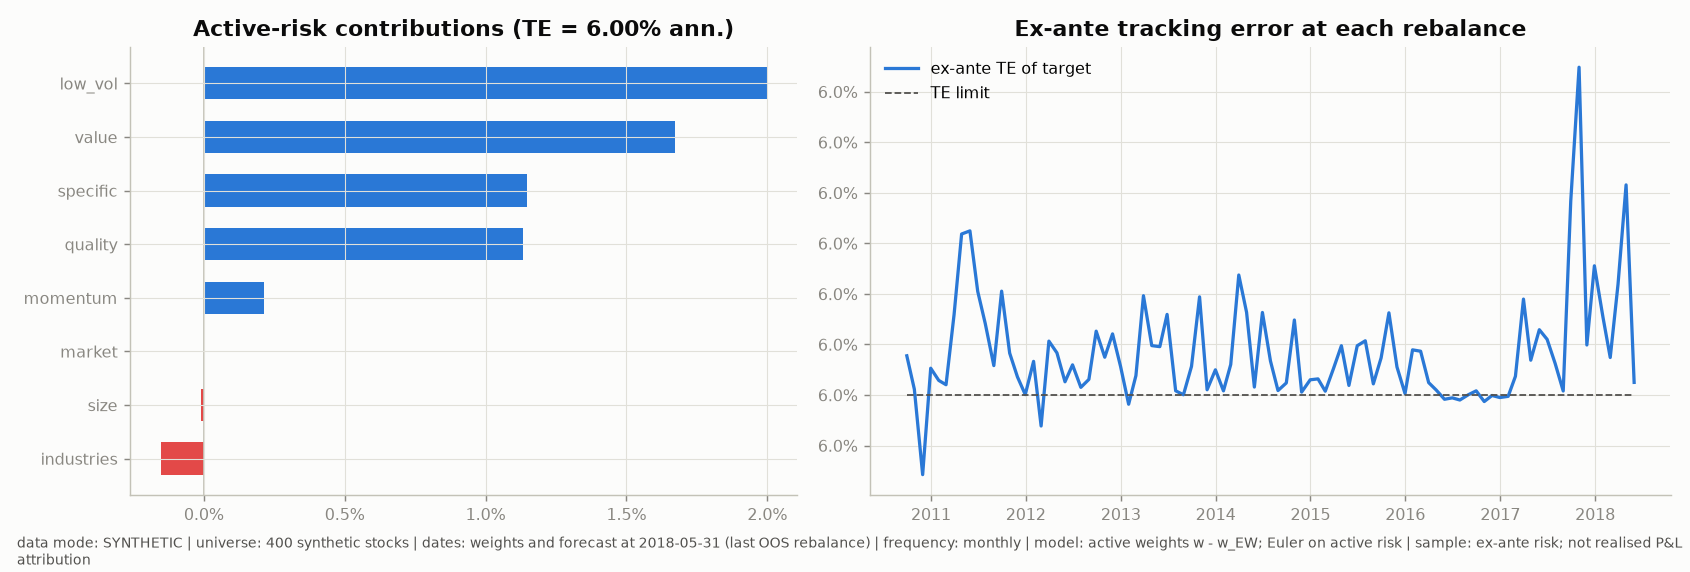 Active-risk contributions (TE = 6.00% ann.)
low_vol
value
specific
quality
momentum
market
size
industries
0.0%
0.5%
1.0%
1.5%
2.0%
Ex-ante tracking error at each rebalance
ex-ante TE of target
TE limit
6.0%
6.0%
6.0%
6.0%
6.0%
6.0%
6.0%
6.0%
2011
2012
2013
2014
2015
2016
2017
2018
data mode: SYNTHETIC | universe: 400 synthetic stocks | dates: weights and forecast at 2018-05-31 (last OOS rebalance) | frequency: monthly | model: active weights w - w_EW; Euler on active risk | sample: ex-ante risk; not realised P&L
attribution